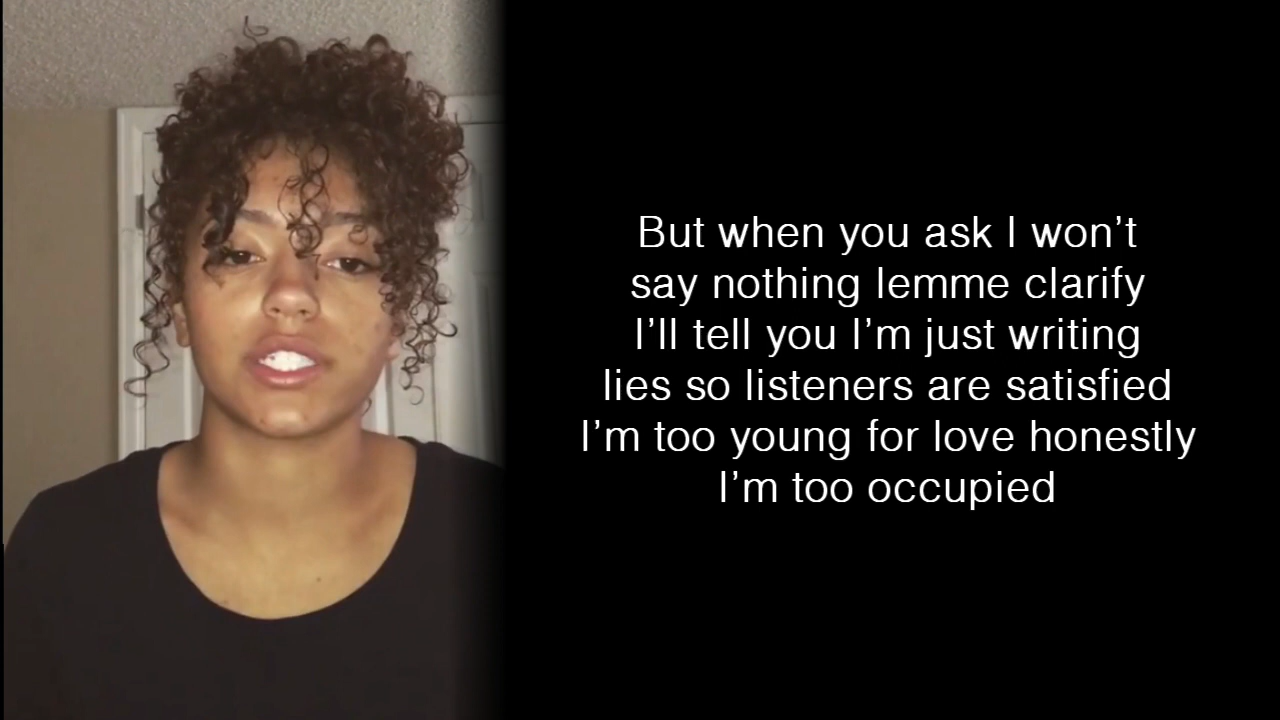 But when you ask I won’t
say nothing lemme clarify
I’ll tell you I’m just writing
lies so listeners are satisfied
I’m too young for love honestly
I’m too occupied